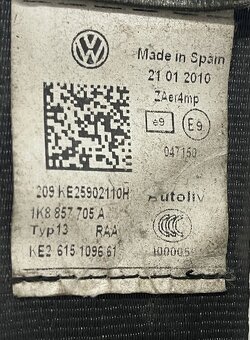 Made in Spain
21 01 2010
ZAer4mp
e9 E9
047150
209 KE25902110H
1K8 857 705 A Autoliv
Typ13 RAA
KE2 615 1096 61